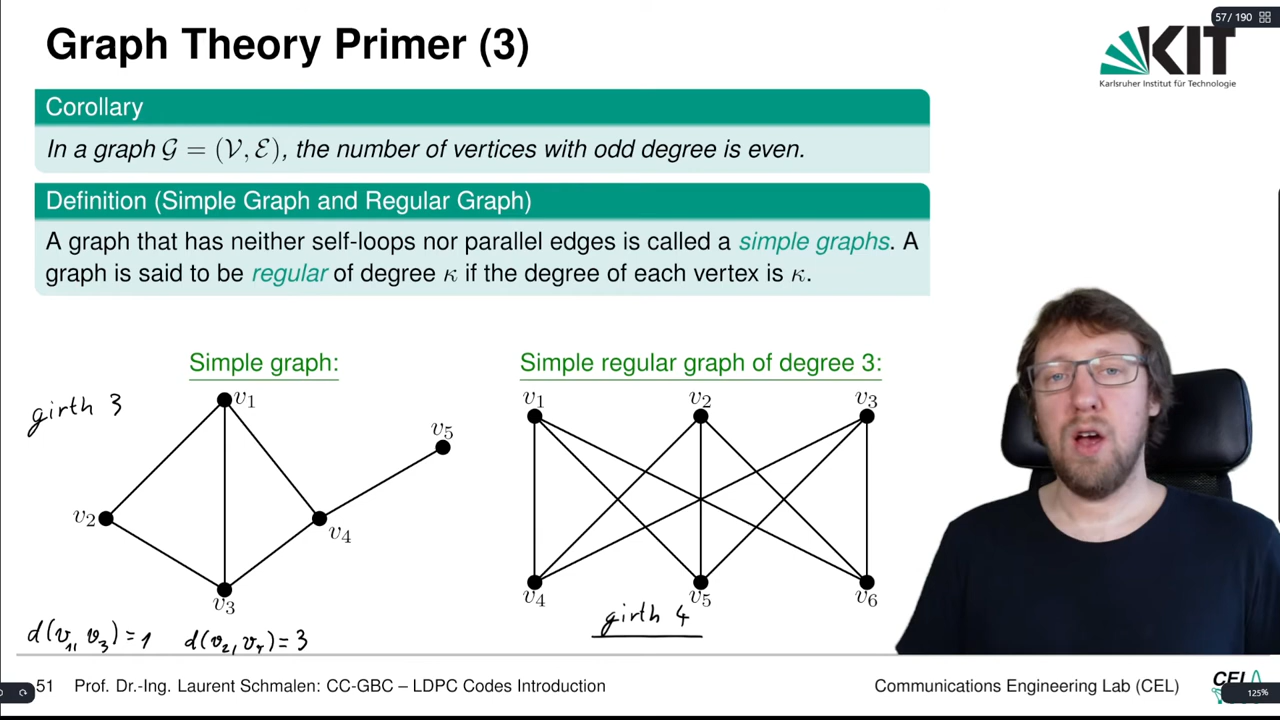 57 / 190
Graph Theory Primer (3)
KIT
Karlsruher Institut für Technologie
Corollary
In a graph 𝒢 = (𝒱, ℰ), the number of vertices with odd degree is even.
Definition (Simple Graph and Regular Graph)
A graph that has neither self-loops nor parallel edges is called a simple graphs. A
graph is said to be regular of degree κ if the degree of each vertex is κ.
Simple graph:
girth 3
v₁
v₅
v₂
v₄
v₃
d(v₁, v₃) = 1 d(v₂, v₅) = 3
Simple regular graph of degree 3:
v₁ v₂ v₃
v₄ v₅ v₆
girth 4
51 Prof. Dr.-Ing. Laurent Schmalen: CC-GBC – LDPC Codes Introduction
Communications Engineering Lab (CEL)
CEL
125%